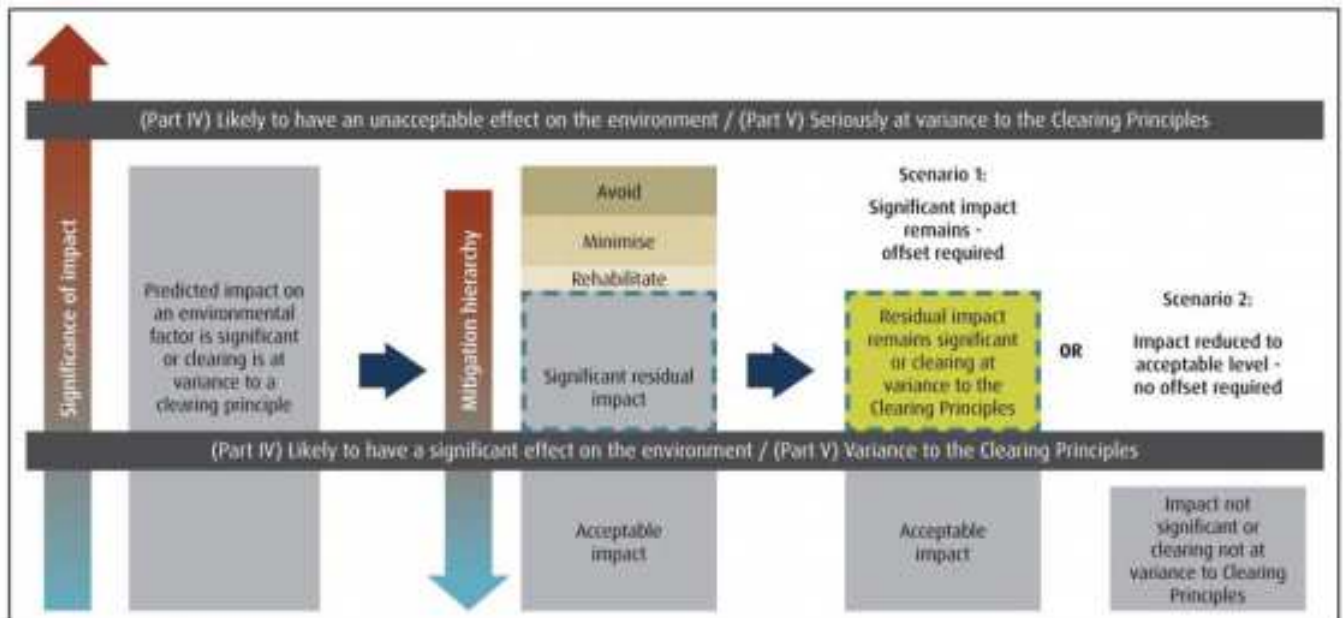 (Part IV) Likely to have an unacceptable effect on the environment / (Part V) Seriously at variance to the Clearing Principles
Significance of impact
Predicted impact on
an environmental
factor is significant
or clearing is at
variance to a
clearing principle
Mitigation hierarchy
Avoid
Minimise
Rehabilitate
Significant residual
impact
Scenario 1:
Significant impact
remains -
offset required
Residual impact
remains significant
or clearing at
variance to the
Clearing Principles
OR
Scenario 2:
Impact reduced to
acceptable level -
no offset required
(Part IV) Likely to have a significant effect on the environment / (Part V) Variance to the Clearing Principles
Acceptable
impact
Acceptable
impact
Impact not
significant or
clearing not at
variance to Clearing
Principles